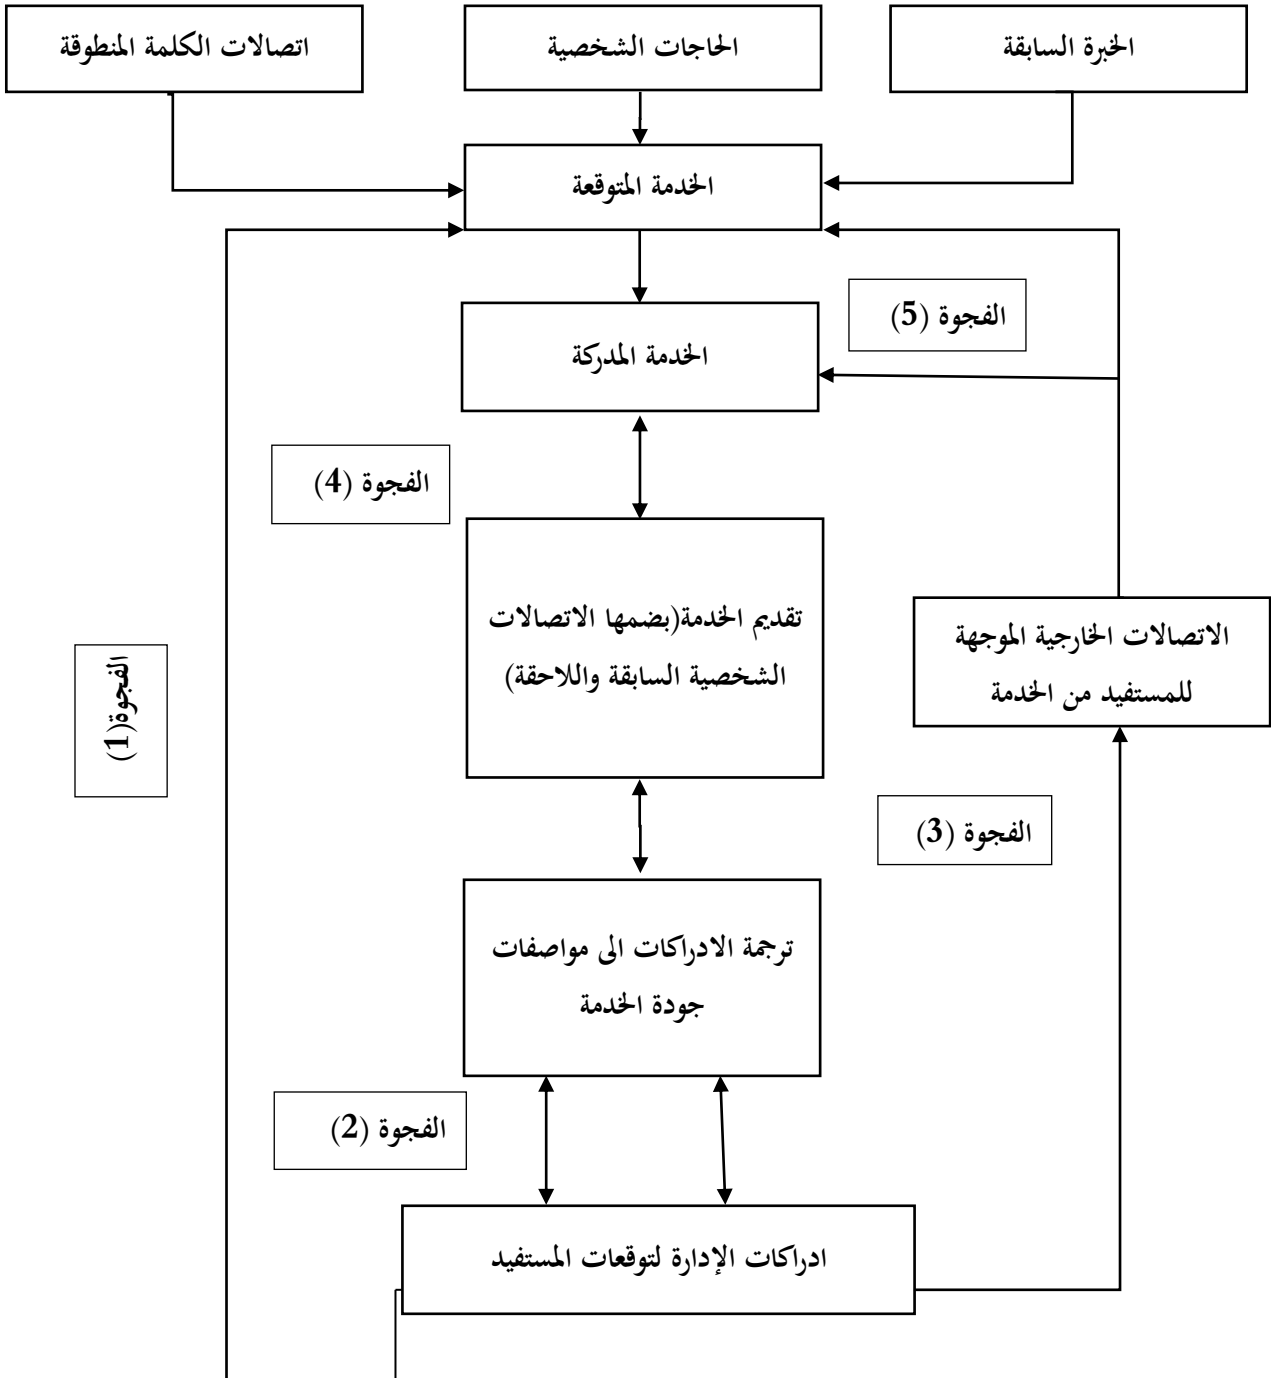 الخبرة السابقة
الحاجات الشخصية
اتصالات الكلمة المنطوقة
الخدمة المتوقعة
الفجوة (5)
الخدمة المدركة
الفجوة (4)
تقديم الخدمة(بضمها الاتصالات
الشخصية السابقة واللاحقة)
الاتصالات الخارجية الموجهة
للمستفيد من الخدمة
الفجوة(1)
الفجوة (3)
ترجمة الادراكات الى مواصفات
جودة الخدمة
الفجوة (2)
ادراكات الإدارة لتوقعات المستفيد